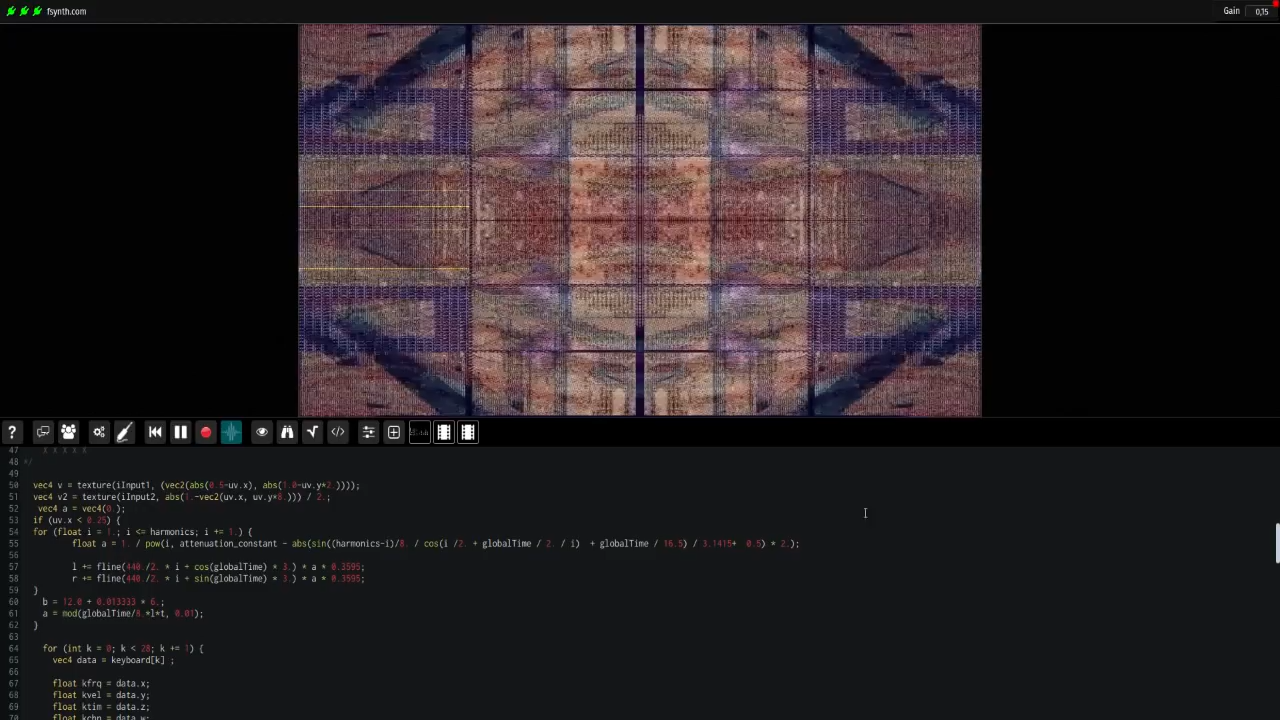 fsynth.com
Gain 0,15
?
47 X X X X X
48 */
49
50 vec4 v = texture(iInput1, (vec2(abs(0.5-uv.x), abs(1.0-uv.y*2.))));
51 vec4 v2 = texture(iInput2, abs(1.-vec2(uv.x, uv.y*8.))) / 2.;
52 vec4 a = vec4(0.);
53 if (uv.x < 0.25) {
54 for (float i = 1.; i <= harmonics; i += 1.) {
55 float a = 1. / pow(i, attenuation_constant - abs(sin((harmonics-i)/8. / cos(i /2. + globalTime / 2. / i) + globalTime / 16.5) / 3.1415+ 0.5) * 2.);
56
57 l += fline(440./2. * i + cos(globalTime) * 3.) * a * 0.3595;
58 r += fline(440./2. * i + sin(globalTime) * 3.) * a * 0.3595;
59 }
60 b = 12.0 + 0.013333 * 6.;
61 a = mod(globalTime/8.*l*t, 0.01);
62 }
63
64 for (int k = 0; k < 28; k += 1) {
65 vec4 data = keyboard[k] ;
66
67 float kfrq = data.x;
68 float kvel = data.y;
69 float ktim = data.z;
70 float kchn = data.w;